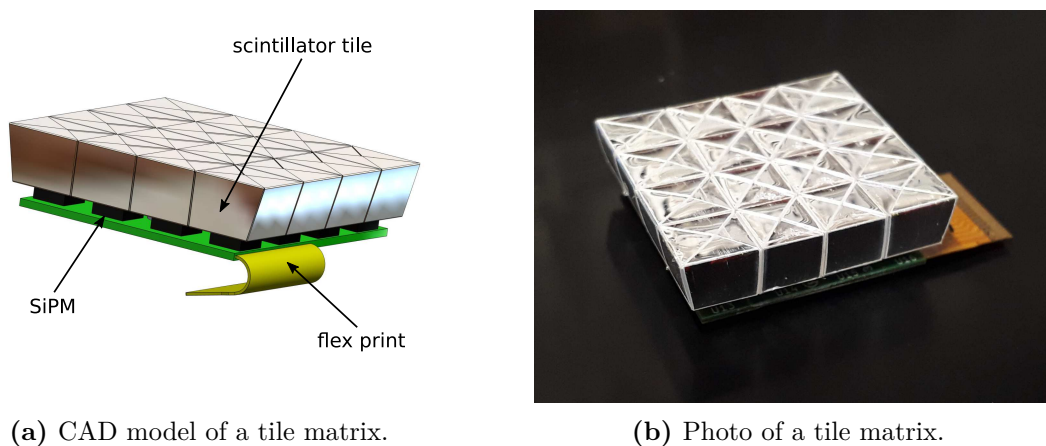 scintillator tile
SiPM
flex print
(a) CAD model of a tile matrix.
(b) Photo of a tile matrix.